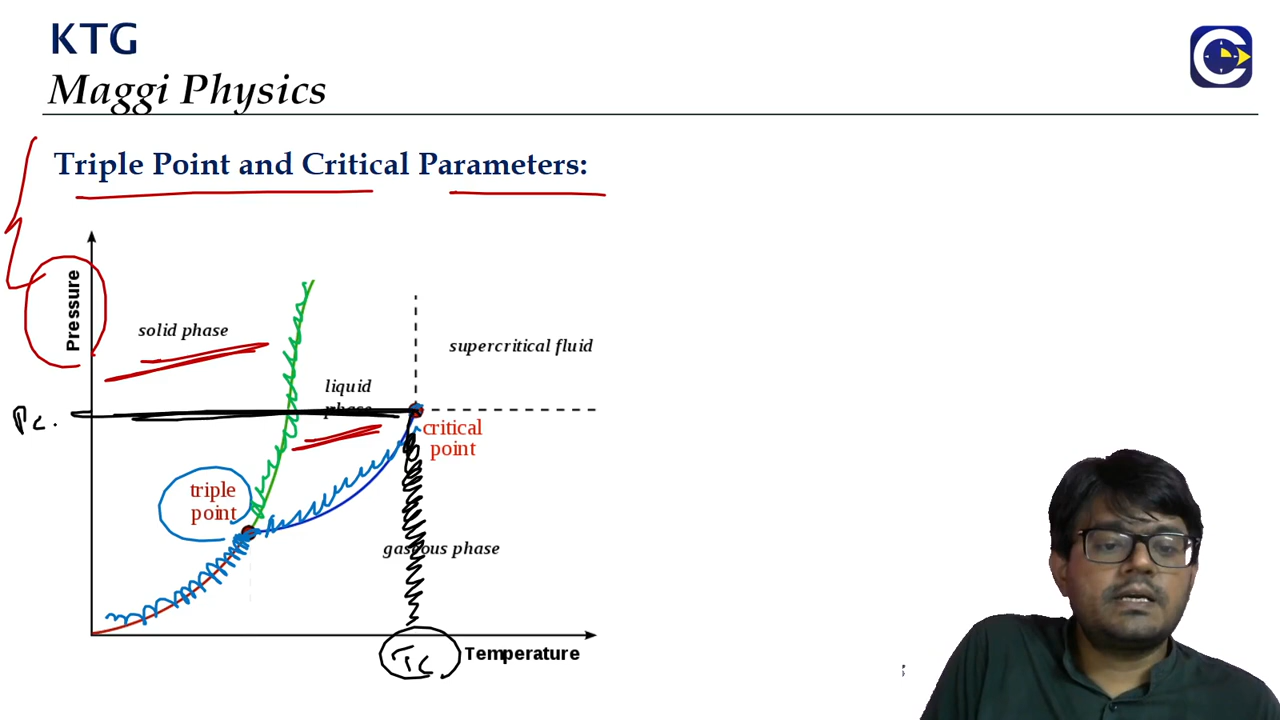 KTG
Maggi Physics
Triple Point and Critical Parameters:
Pressure
solid phase
supercritical fluid
liquid
phase
Pc.
critical
point
triple
point
gaseous phase
Tc
Temperature